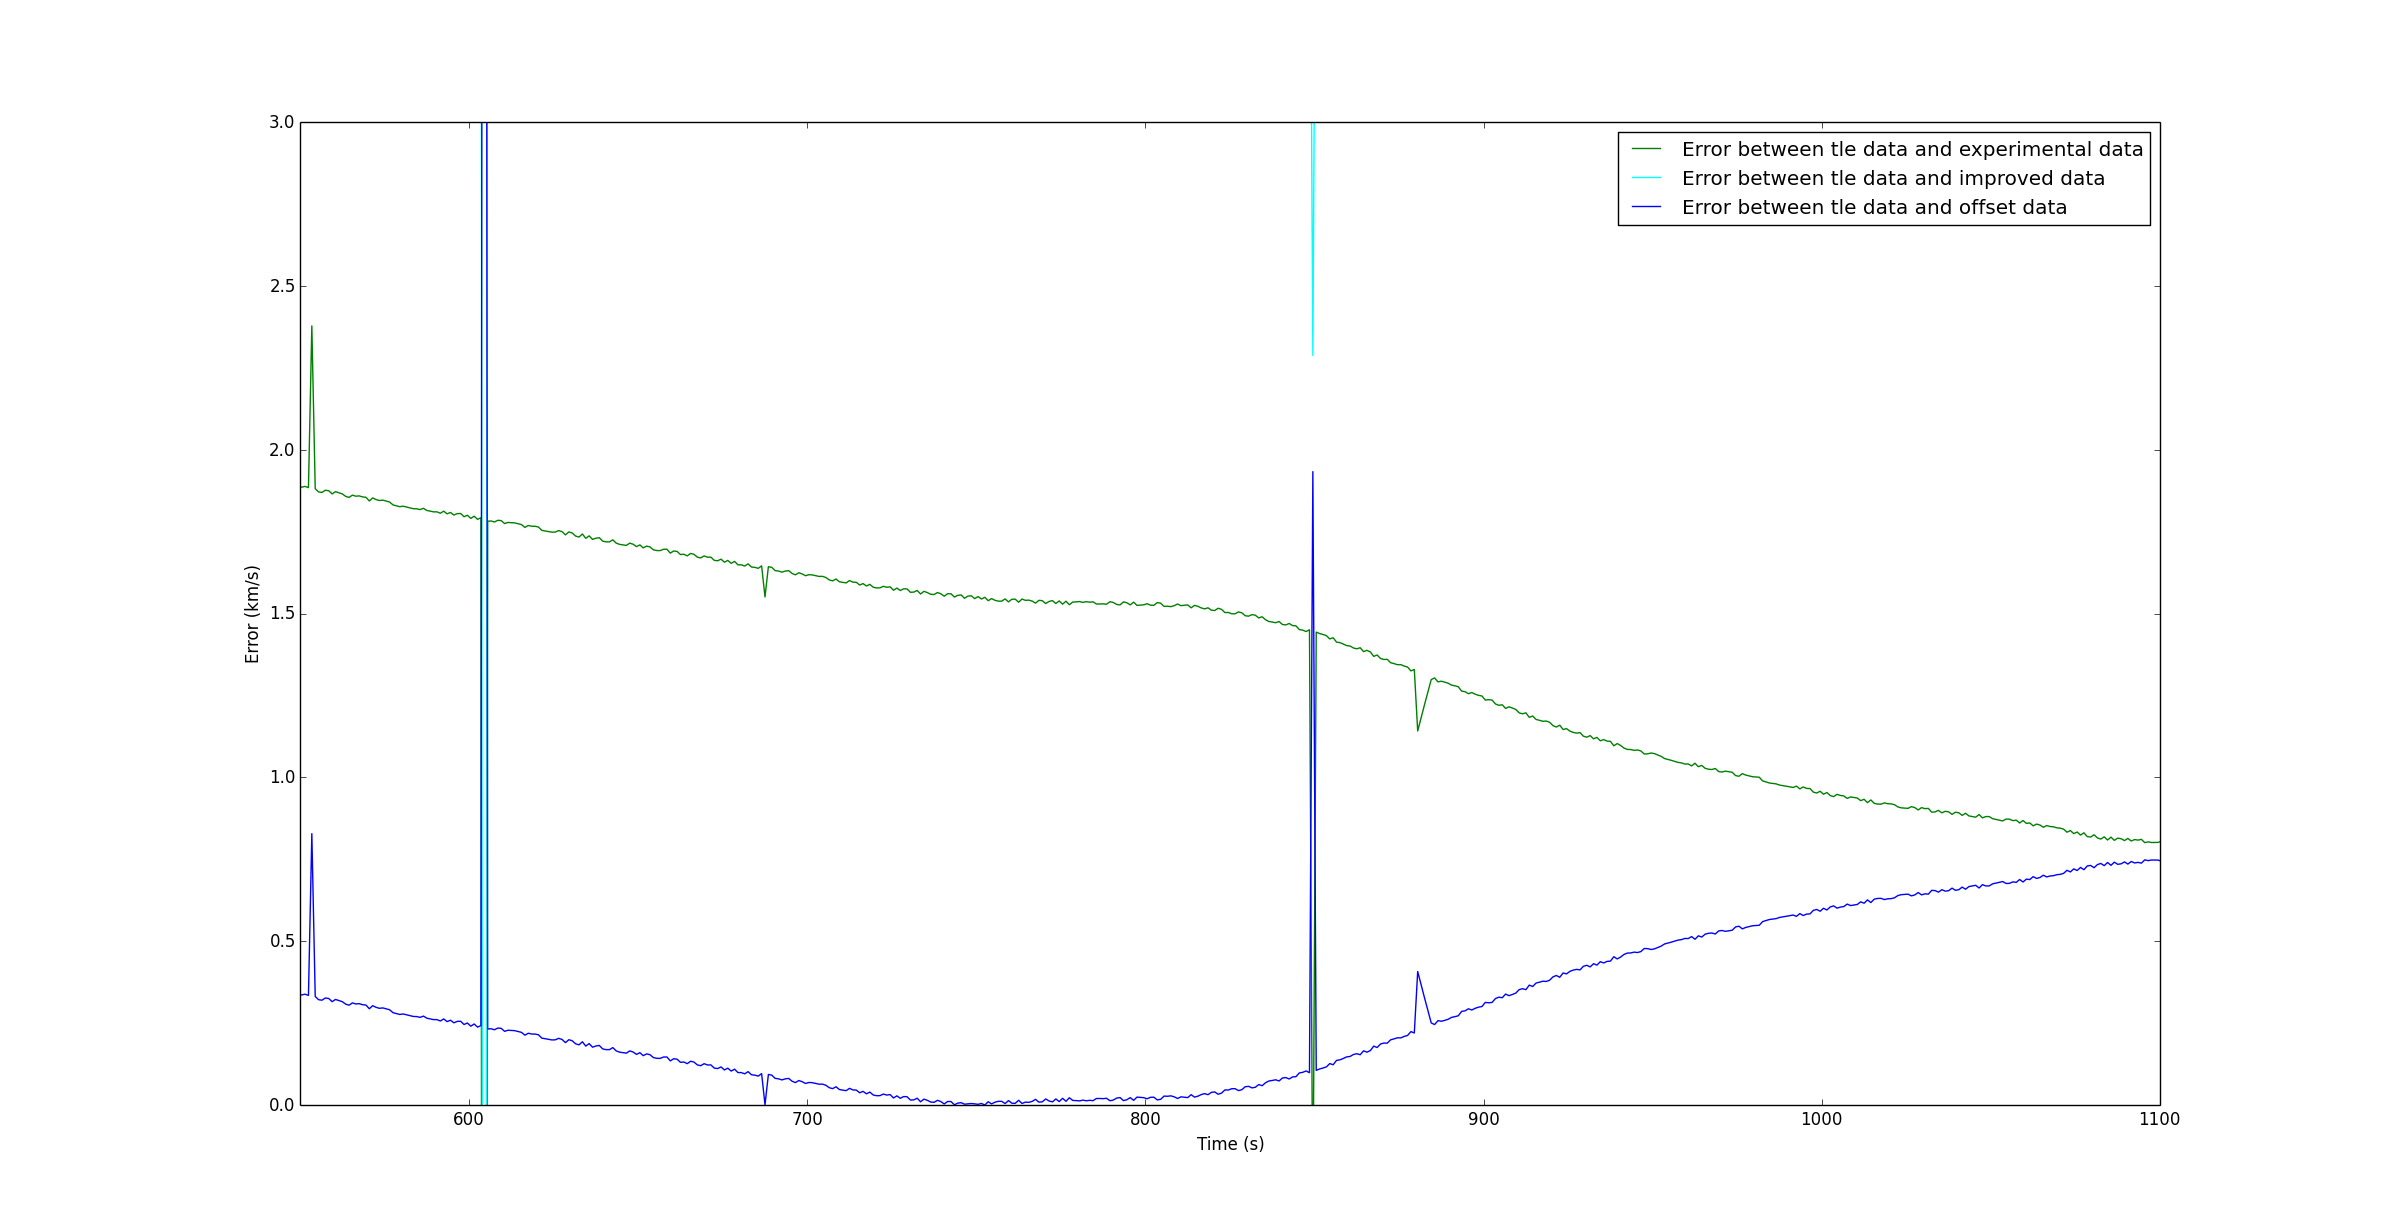 3.0
2.5
2.0
1.5
1.0
0.5
0.0
Error (km/s)
600
700
800
900
1000
1100
Time (s)
Error between tle data and experimental data
Error between tle data and improved data
Error between tle data and offset data